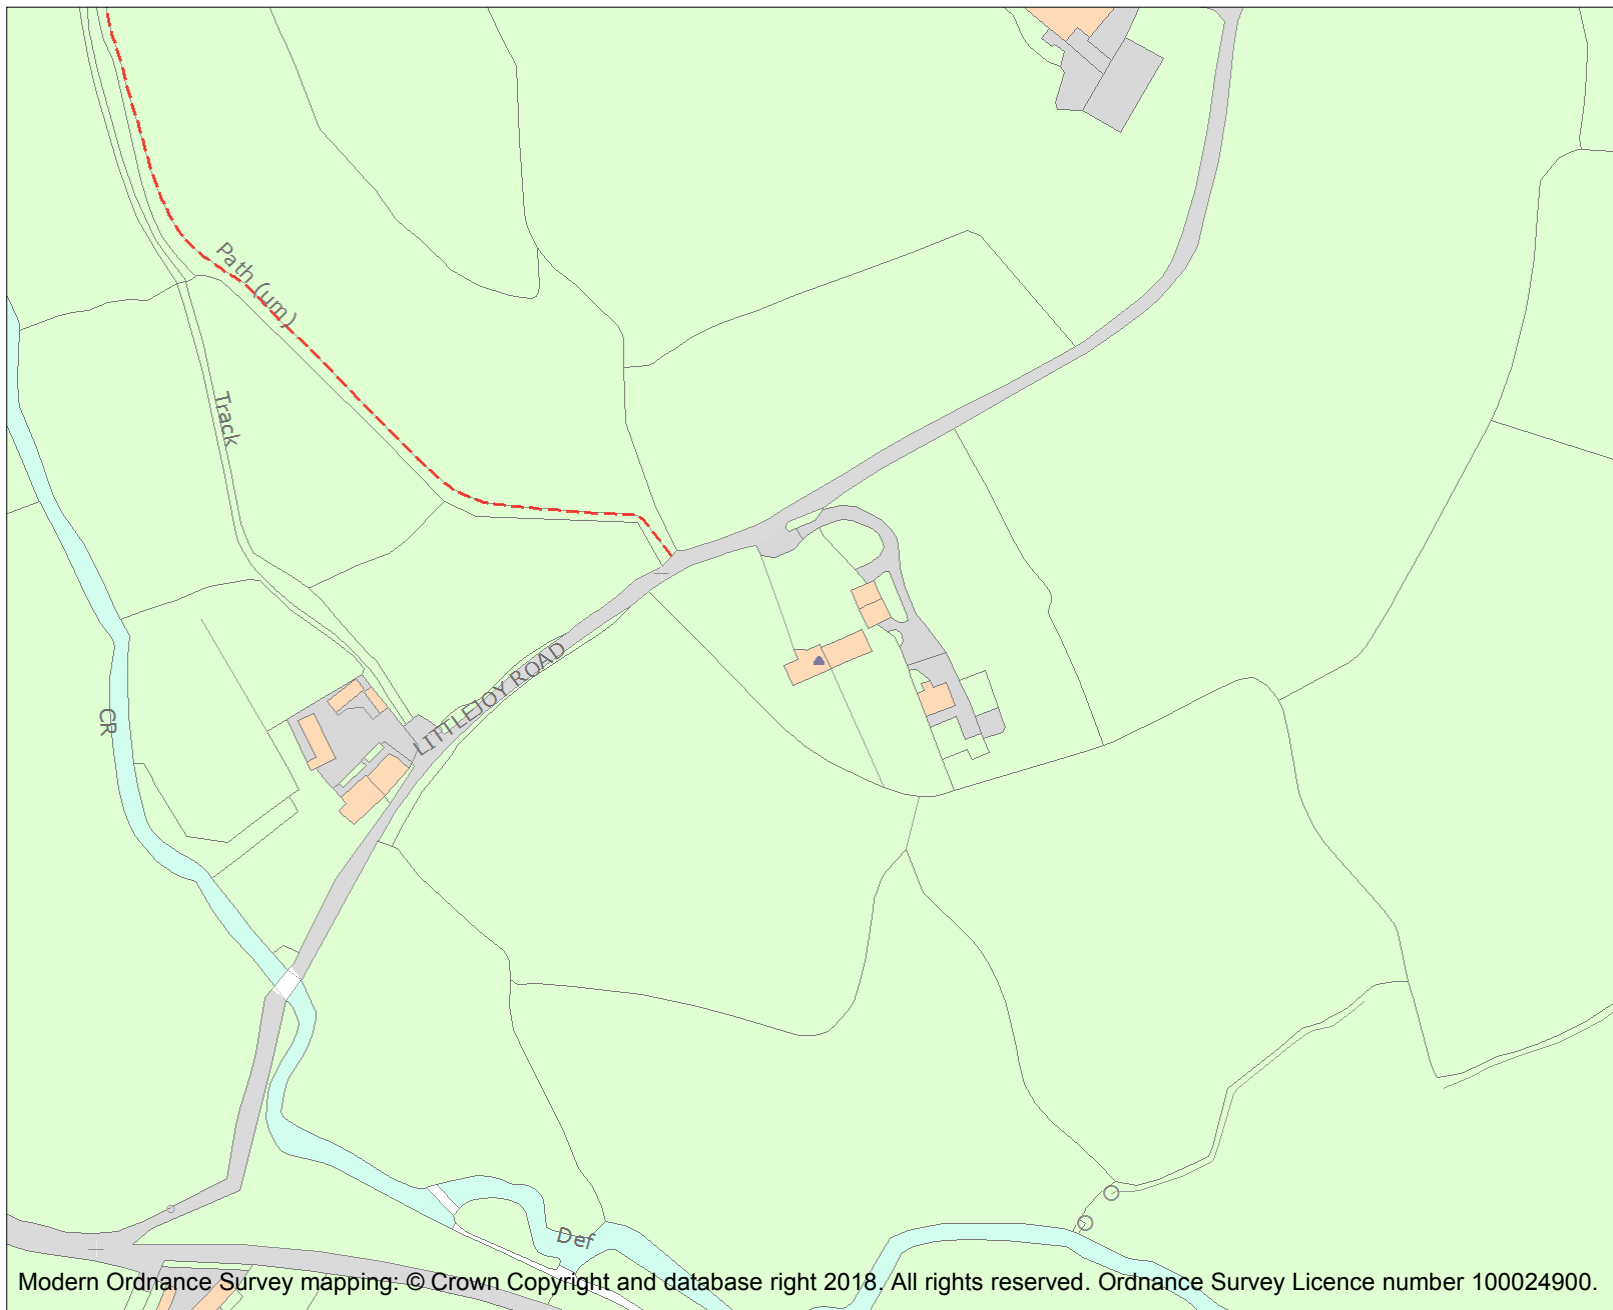 Path (um)
Track
LITTLEJOY ROAD
CR
Def
Modern Ordnance Survey mapping: © Crown Copyright and database right 2018. All rights reserved. Ordnance Survey Licence number 100024900.